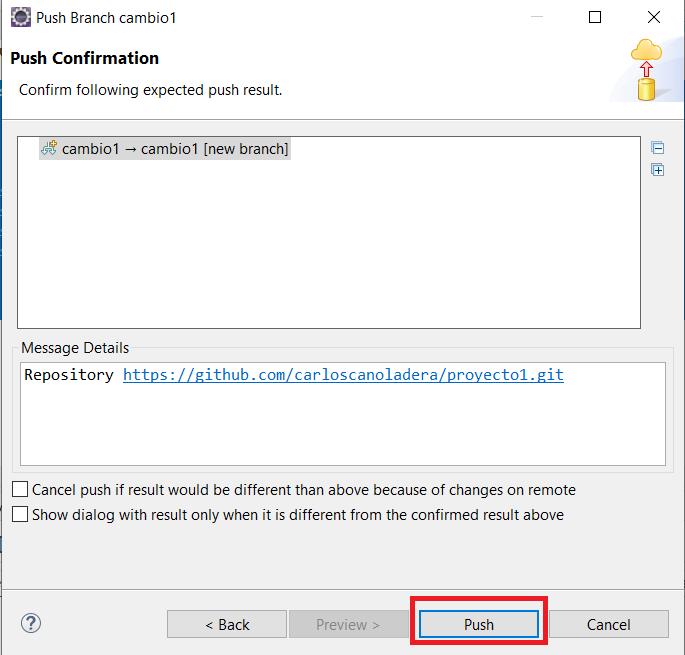 Push Branch cambio1
Push Confirmation
Confirm following expected push result.
cambio1 → cambio1 [new branch]
Message Details
Repository https://github.com/carloscanoladera/proyecto1.git
Cancel push if result would be different than above because of changes on remote
Show dialog with result only when it is different from the confirmed result above
?
< Back
Preview >
Push
Cancel